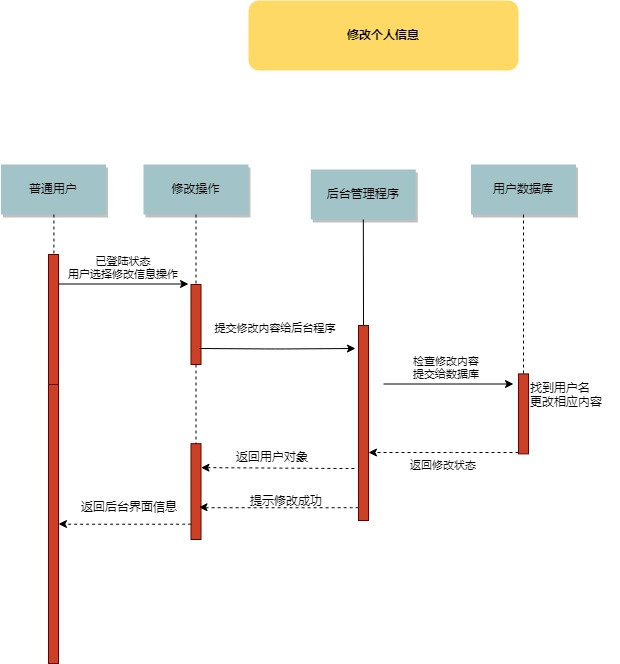 修改个人信息
普通用户
修改操作
后台管理程序
用户数据库
已登陆状态
用户选择修改信息操作
提交修改内容给后台程序
检查修改内容
提交给数据库
找到用户名
更改相应内容
返回用户对象
返回修改状态
提示修改成功
返回后台界面信息